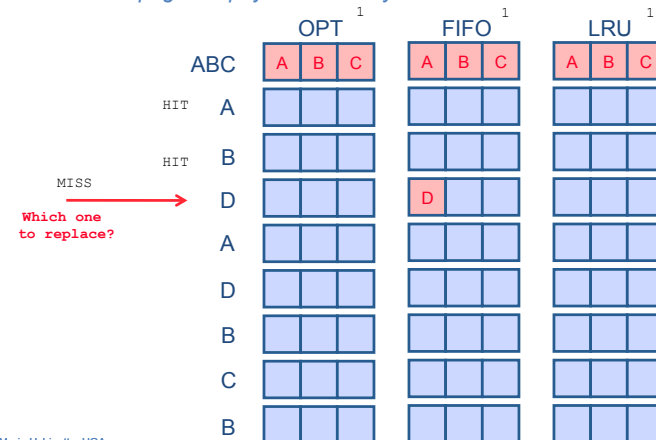 1 1 1
OPT FIFO LRU
ABC A B C A B C A B C
HIT A
HIT B
MISS
D D
Which one
to replace?
A
D
B
C
B